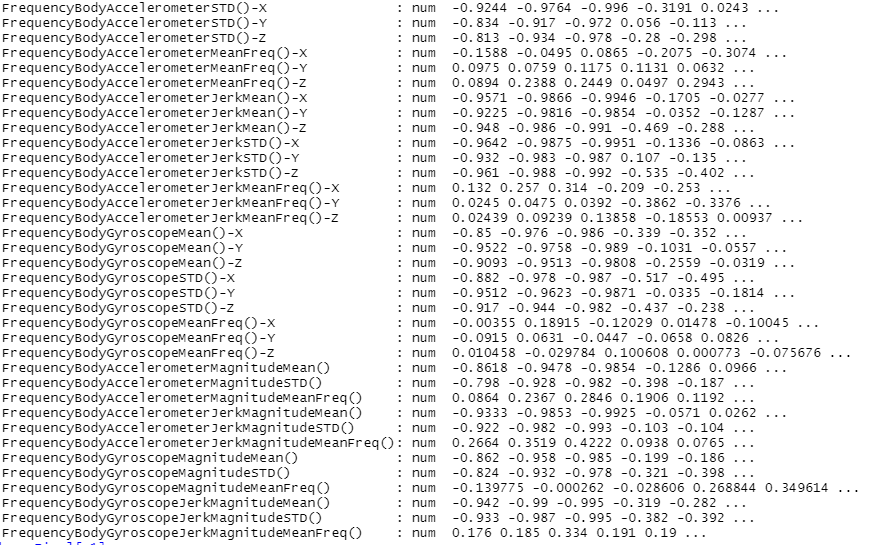 FrequencyBodyAccelerometerSTD()-X : num -0.9244 -0.9764 -0.996 -0.3191 0.0243 ...
FrequencyBodyAccelerometerSTD()-Y : num -0.834 -0.917 -0.972 0.056 -0.113 ...
FrequencyBodyAccelerometerSTD()-Z : num -0.813 -0.934 -0.978 -0.28 -0.298 ...
FrequencyBodyAccelerometerMeanFreq()-X : num -0.1588 -0.0495 0.0865 -0.2075 -0.3074 ...
FrequencyBodyAccelerometerMeanFreq()-Y : num 0.0975 0.0759 0.1175 0.1131 0.0632 ...
FrequencyBodyAccelerometerMeanFreq()-Z : num 0.0894 0.2388 0.2449 0.0497 0.2943 ...
FrequencyBodyAccelerometerJerkMean()-X : num -0.9571 -0.9866 -0.9946 -0.1705 -0.0277 ...
FrequencyBodyAccelerometerJerkMean()-Y : num -0.9225 -0.9816 -0.9854 -0.0352 -0.1287 ...
FrequencyBodyAccelerometerJerkMean()-Z : num -0.948 -0.986 -0.991 -0.469 -0.288 ...
FrequencyBodyAccelerometerJerkSTD()-X : num -0.9642 -0.9875 -0.9951 -0.1336 -0.0863 ...
FrequencyBodyAccelerometerJerkSTD()-Y : num -0.932 -0.983 -0.987 0.107 -0.135 ...
FrequencyBodyAccelerometerJerkSTD()-Z : num -0.961 -0.988 -0.992 -0.535 -0.402 ...
FrequencyBodyAccelerometerJerkMeanFreq()-X : num 0.132 0.257 0.314 -0.209 -0.253 ...
FrequencyBodyAccelerometerJerkMeanFreq()-Y : num 0.0245 0.0475 0.0392 -0.3862 -0.3376 ...
FrequencyBodyAccelerometerJerkMeanFreq()-Z : num 0.02439 0.09239 0.13858 -0.18553 0.00937 ...
FrequencyBodyGyroscopeMean()-X : num -0.85 -0.976 -0.986 -0.339 -0.352 ...
FrequencyBodyGyroscopeMean()-Y : num -0.9522 -0.9758 -0.989 -0.1031 -0.0557 ...
FrequencyBodyGyroscopeMean()-Z : num -0.9093 -0.9513 -0.9808 -0.2559 -0.0319 ...
FrequencyBodyGyroscopeSTD()-X : num -0.882 -0.978 -0.987 -0.517 -0.495 ...
FrequencyBodyGyroscopeSTD()-Y : num -0.9512 -0.9623 -0.9871 -0.0335 -0.1814 ...
FrequencyBodyGyroscopeSTD()-Z : num -0.917 -0.944 -0.982 -0.437 -0.238 ...
FrequencyBodyGyroscopeMeanFreq()-X : num -0.00355 0.18915 -0.12029 0.01478 -0.10045 ...
FrequencyBodyGyroscopeMeanFreq()-Y : num -0.0915 0.0631 -0.0447 -0.0658 0.0826 ...
FrequencyBodyGyroscopeMeanFreq()-Z : num 0.010458 -0.029784 0.100608 0.000773 -0.075676 ...
FrequencyBodyAccelerometerMagnitudeMean() : num -0.8618 -0.9478 -0.9854 -0.1286 0.0966 ...
FrequencyBodyAccelerometerMagnitudeSTD() : num -0.798 -0.928 -0.982 -0.398 -0.187 ...
FrequencyBodyAccelerometerMagnitudeMeanFreq() : num 0.0864 0.2367 0.2846 0.1906 0.1192 ...
FrequencyBodyAccelerometerJerkMagnitudeMean() : num -0.9333 -0.9853 -0.9925 -0.0571 0.0262 ...
FrequencyBodyAccelerometerJerkMagnitudeSTD() : num -0.922 -0.982 -0.993 -0.103 -0.104 ...
FrequencyBodyAccelerometerJerkMagnitudeMeanFreq(): num 0.2664 0.3519 0.4222 0.0938 0.0765 ...
FrequencyBodyGyroscopeMagnitudeMean() : num -0.862 -0.958 -0.985 -0.199 -0.186 ...
FrequencyBodyGyroscopeMagnitudeSTD() : num -0.824 -0.932 -0.978 -0.321 -0.398 ...
FrequencyBodyGyroscopeMagnitudeMeanFreq() : num -0.139775 -0.000262 -0.028606 0.268844 0.349614 ...
FrequencyBodyGyroscopeJerkMagnitudeMean() : num -0.942 -0.99 -0.995 -0.319 -0.282 ...
FrequencyBodyGyroscopeJerkMagnitudeSTD() : num -0.933 -0.987 -0.995 -0.382 -0.392 ...
FrequencyBodyGyroscopeJerkMagnitudeMeanFreq() : num 0.176 0.185 0.334 0.191 0.19 ...